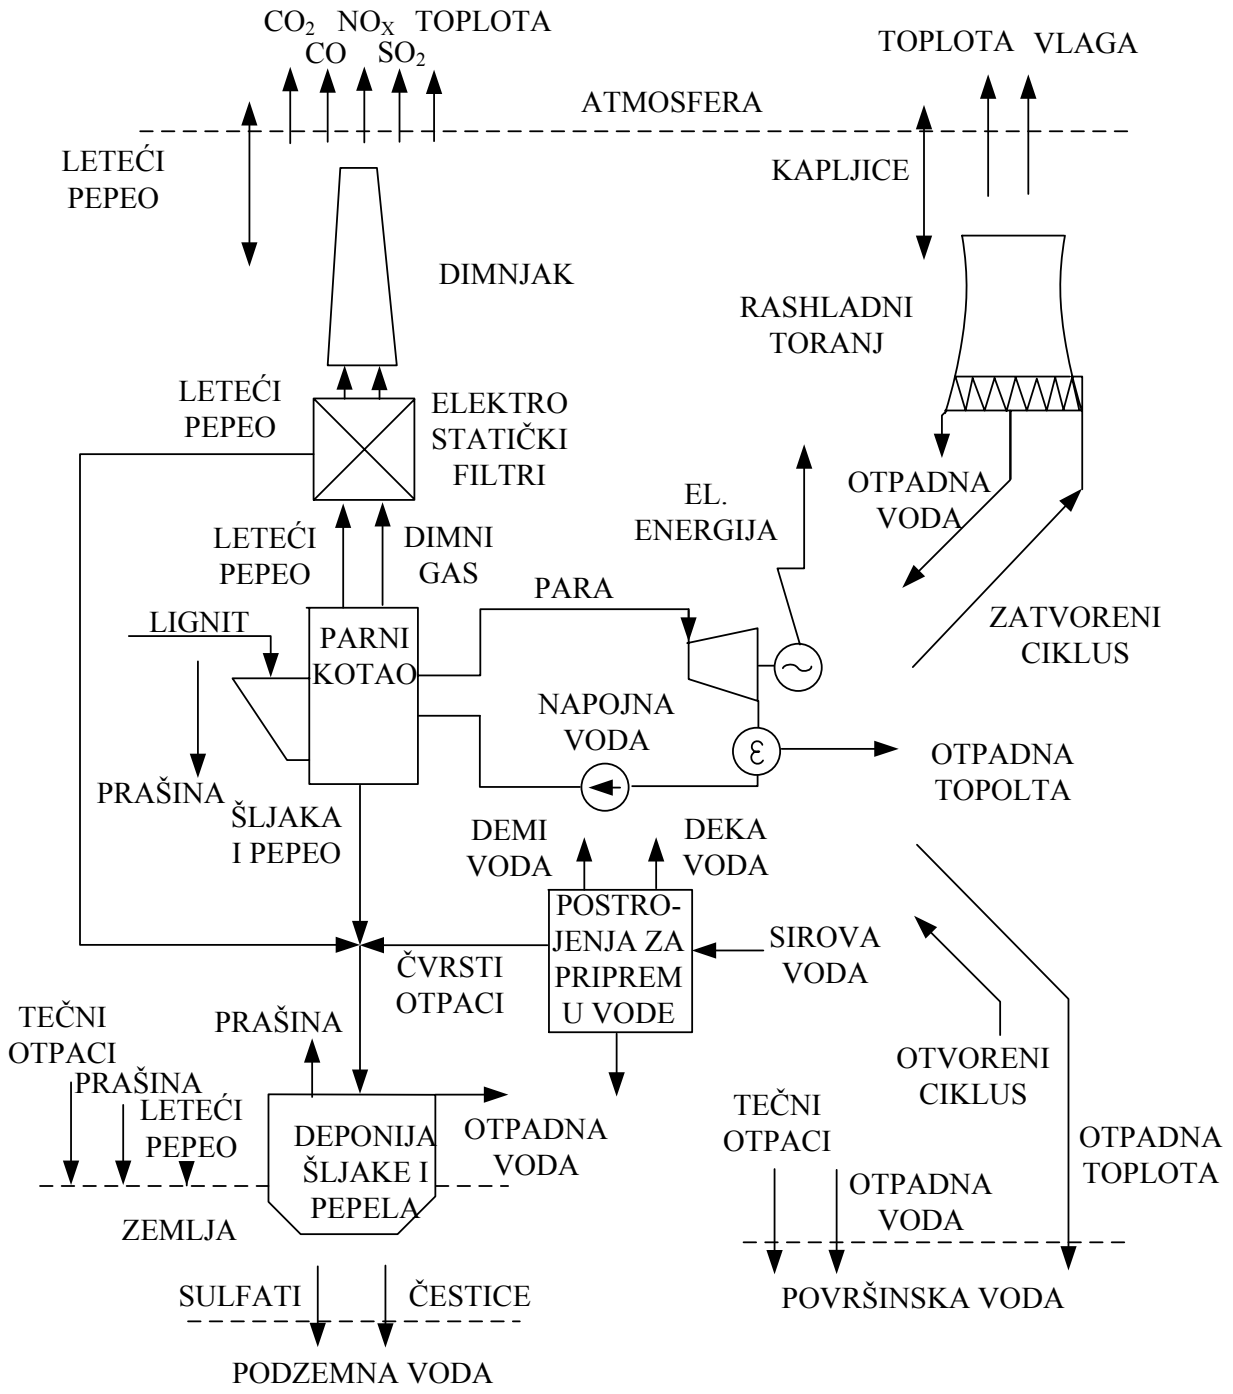 CO₂ NOₓ TOPLOTA
CO SO₂
TOPLOTA VLAGA
ATMOSFERA
LETEĆI
PEPEO
KAPLJICE
DIMNJAK
RASHLADNI
TORANJ
LETEĆI
PEPEO
ELEKTRO
STATIČKI
FILTRI
OTPADNA
VODA
EL.
ENERGIJA
LETEĆI
PEPEO
DIMNI
GAS
PARA
LIGNIT
PARNI
KOTAO
ZATVORENI
CIKLUS
NAPOJNA
VODA
OTPADNA
TOPOLTA
PRAŠINA
ŠLJAKA
I PEPEO
DEMI
VODA
DEKA
VODA
POSTRO-
JENJA ZA
PRIPREM
U VODE
SIROVA
VODA
ČVRSTI
OTPACI
TEČNI
OTPACI
PRAŠINA
PRAŠINA
LETEĆI
PEPEO
OTVORENI
CIKLUS
TEČNI
OTPACI
DEPONIJA
ŠLJAKE I
PEPELA
OTPADNA
VODA
OTPADNA
TOPLOTA
OTPADNA
VODA
ZEMLJA
SULFATI
ČESTICE
POVRŠINSKA VODA
PODZEMNA VODA